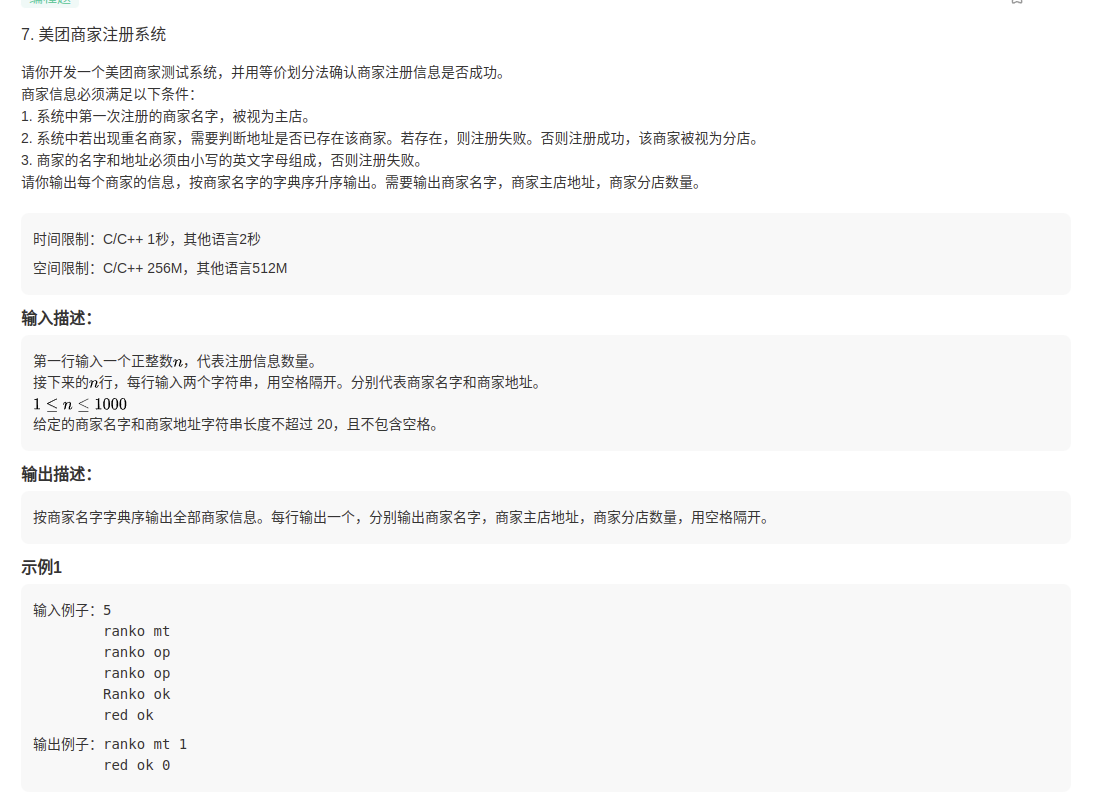 7. 美团商家注册系统
请你开发一个美团商家测试系统，并用等价划分法确认商家注册信息是否成功。
商家信息必须满足以下条件：
1. 系统中第一次注册的商家名字，被视为主店。
2. 系统中若出现重名商家，需要判断地址是否已存在该商家。若存在，则注册失败。否则注册成功，该商家被视为分店。
3. 商家的名字和地址必须由小写的英文字母组成，否则注册失败。
请你输出每个商家的信息，按商家名字的字典序升序输出。需要输出商家名字，商家主店地址，商家分店数量。
时间限制：C/C++ 1秒，其他语言2秒
空间限制：C/C++ 256M，其他语言512M
输入描述：
第一行输入一个正整数n，代表注册信息数量。
接下来的n行，每行输入两个字符串，用空格隔开。分别代表商家名字和商家地址。
1 ≤ n ≤ 1000
给定的商家名字和商家地址字符串长度不超过 20，且不包含空格。
输出描述：
按商家名字字典序输出全部商家信息。每行输出一个，分别输出商家名字，商家主店地址，商家分店数量，用空格隔开。
示例1
输入例子：5
ranko mt
ranko op
ranko op
Ranko ok
red ok
输出例子：ranko mt 1
red ok 0